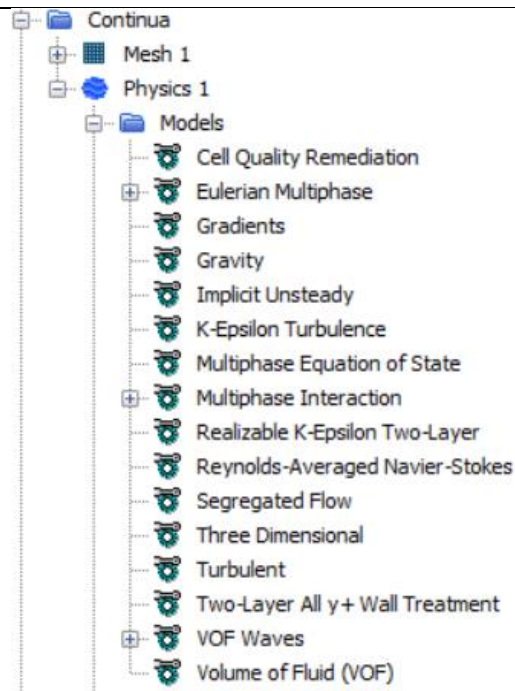 Continua
Mesh 1
Physics 1
Models
Cell Quality Remediation
Eulerian Multiphase
Gradients
Gravity
Implicit Unsteady
K-Epsilon Turbulence
Multiphase Equation of State
Multiphase Interaction
Realizable K-Epsilon Two-Layer
Reynolds-Averaged Navier-Stokes
Segregated Flow
Three Dimensional
Turbulent
Two-Layer All y+ Wall Treatment
VOF Waves
Volume of Fluid (VOF)